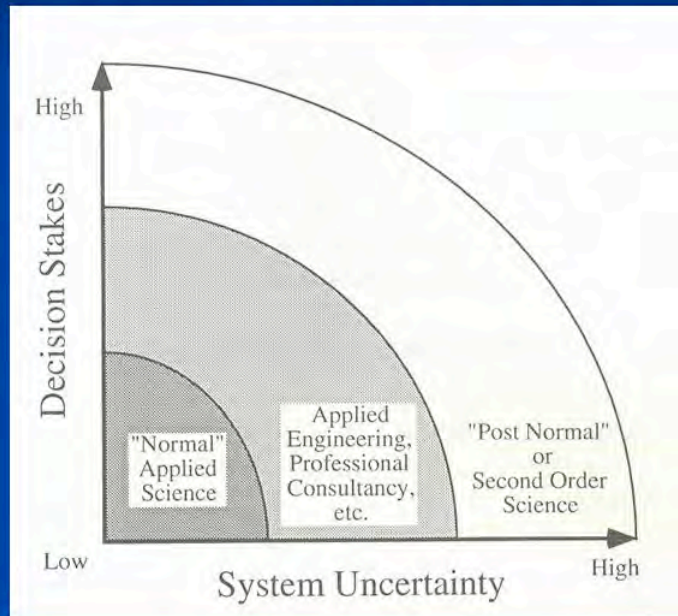 High
Decision Stakes
"Normal"
Applied
Science
Applied
Engineering,
Professional
Consultancy,
etc.
"Post Normal"
or
Second Order
Science
Low
High
System Uncertainty